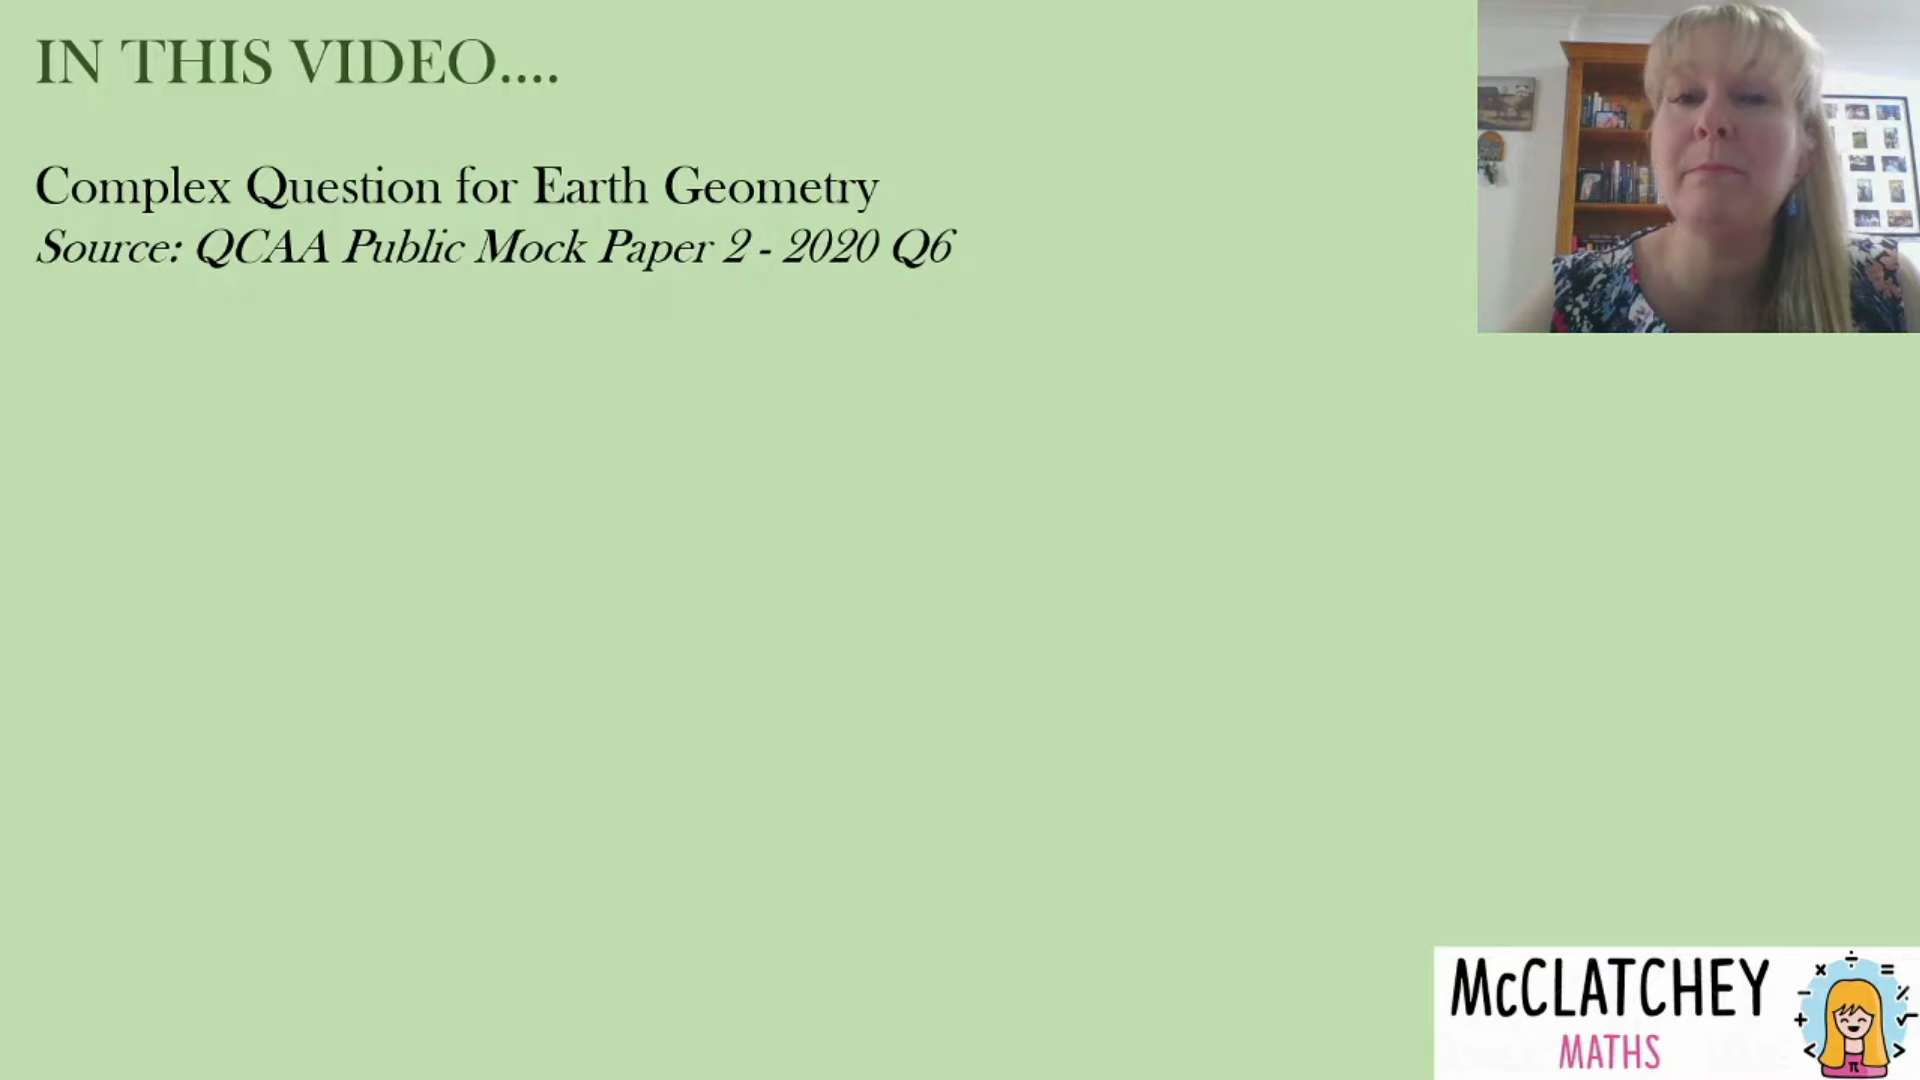 IN THIS VIDEO....
Complex Question for Earth Geometry
Source: QCAA Public Mock Paper 2 - 2020 Q6
McCLATCHEY
MATHS